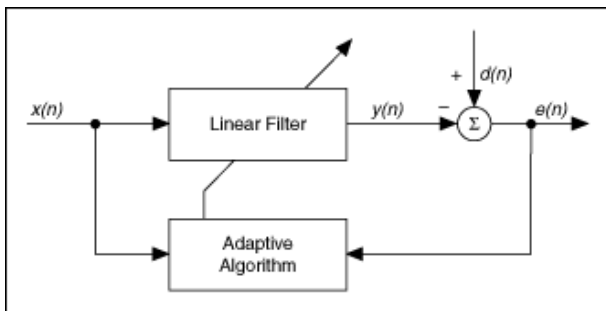 + d(n)
x(n) Linear Filter y(n) − Σ e(n)
Adaptive
Algorithm